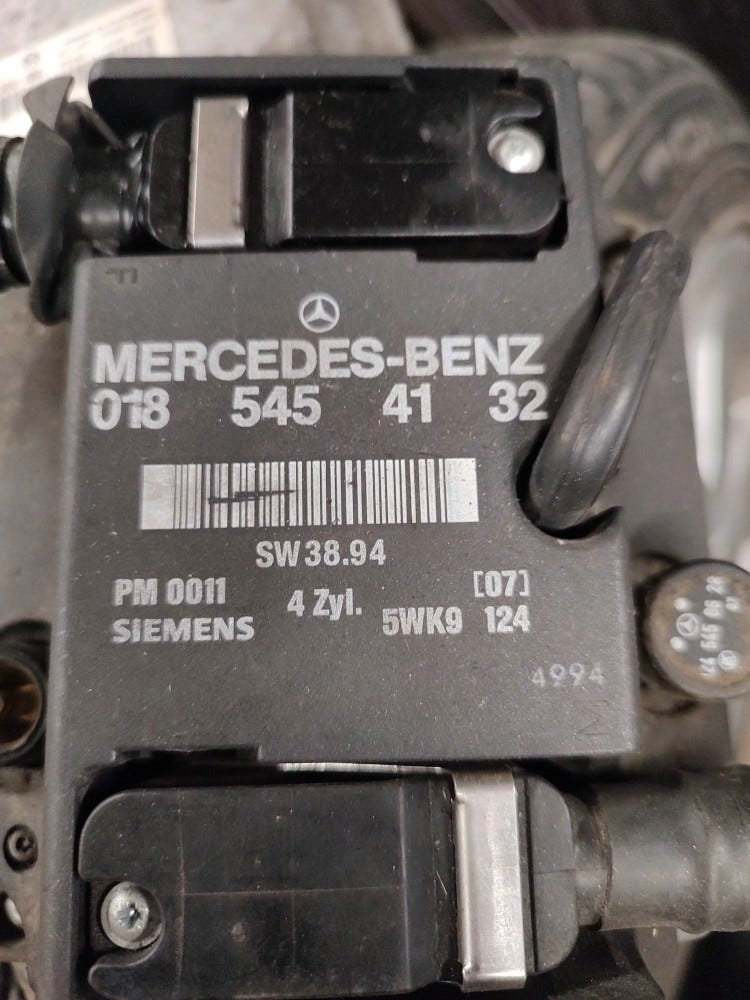 MERCEDES-BENZ
018 545 41 32
SW38.94
PM 0011
4 Zyl.
[07]
SIEMENS
5WK9 124
4994